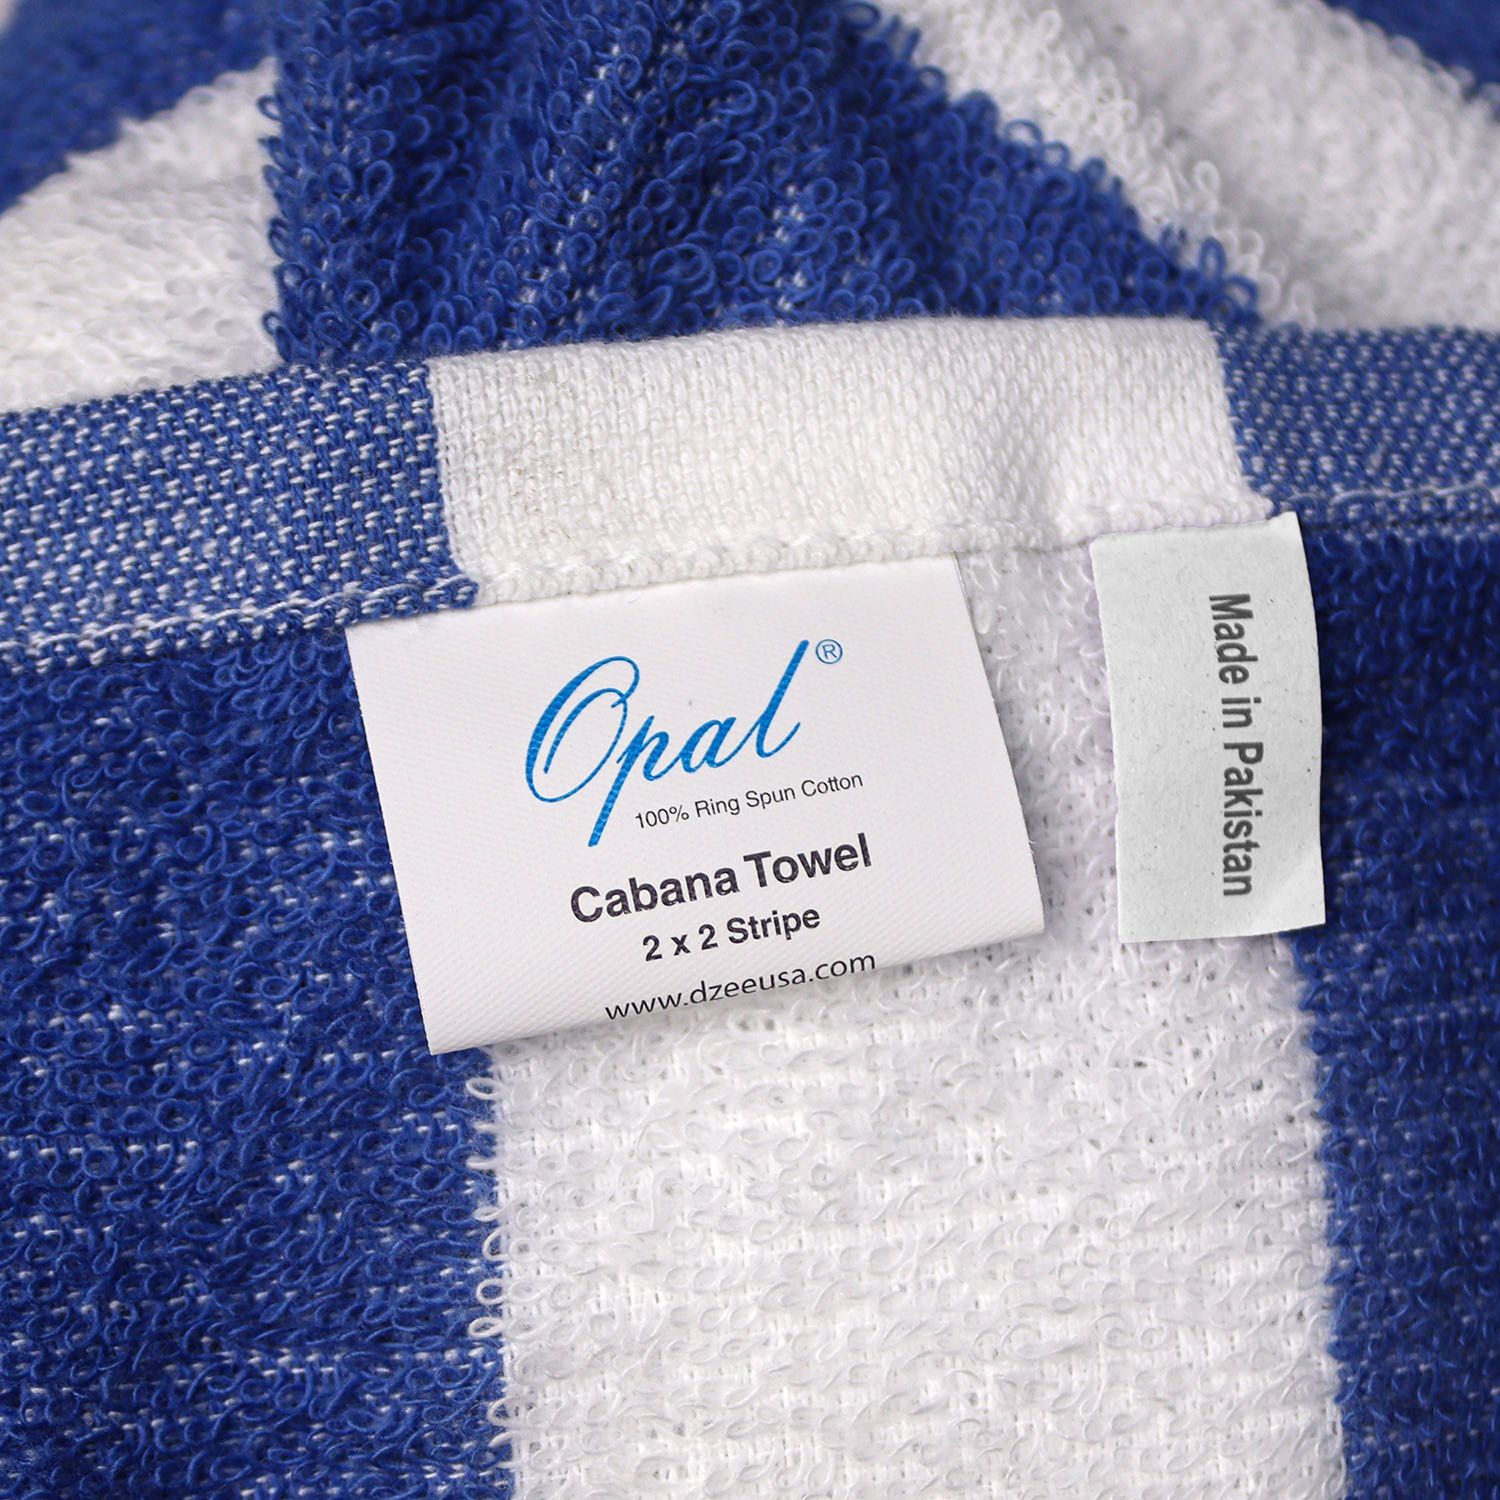 Opal®
100% Ring Spun Cotton
Cabana Towel
2 x 2 Stripe
www.dzeeusa.com
Made in Pakistan